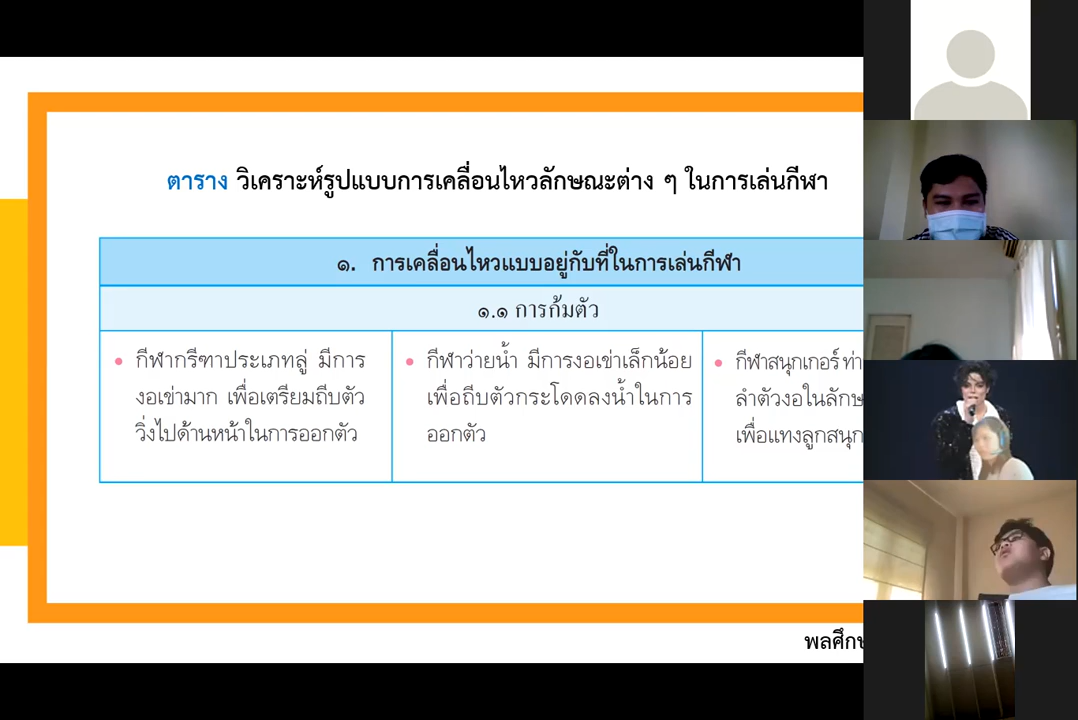 ตาราง วิเคราะห์รูปแบบการเคลื่อนไหวลักษณะต่าง ๆ ในการเล่นกีฬา
๑. การเคลื่อนไหวแบบอยู่กับที่ในการเล่นกีฬา
๑.๑ การก้มตัว
• กีฬากรีฑาประเภทลู่ มีการ
งอเข่ามาก เพื่อเตรียมถีบตัว
วิ่งไปด้านหน้าในการออกตัว
• กีฬาว่ายน้ำ มีการงอเข่าเล็กน้อย
เพื่อถีบตัวกระโดดลงน้ำในการ
ออกตัว
• กีฬาสนุกเกอร์ ท่า
ลำตัวงอในลักษ
เพื่อแทงลูกสนุก
พลศึกษ